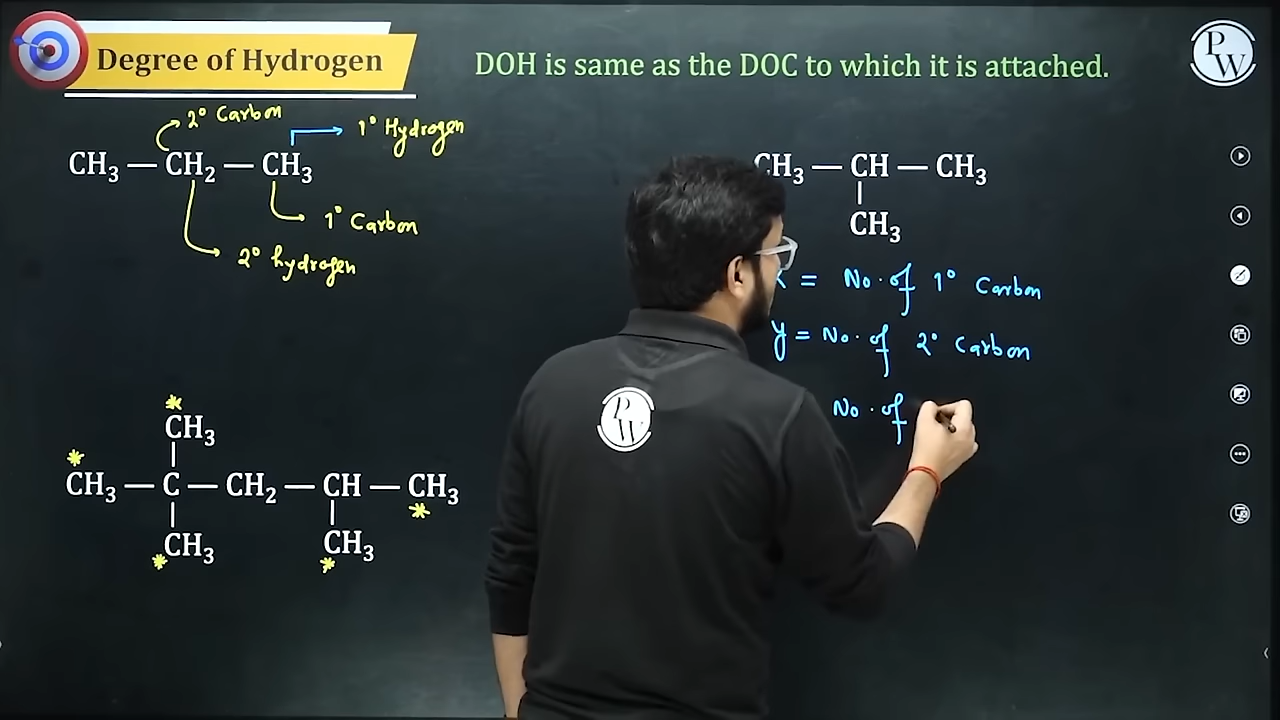 Degree of Hydrogen
DOH is same as the DOC to which it is attached.
PW
2° Carbon
1° Hydrogen
CH₃ — CH₂ — CH₃
1° Carbon
2° hydrogen
CH₃ — CH — CH₃
|
CH₃
= No. of 1° Carbon
y = No. of 2° Carbon
No. of
*
CH₃
|
*
CH₃ — C — CH₂ — CH — CH₃
*
| |
CH₃ CH₃
* *
PW